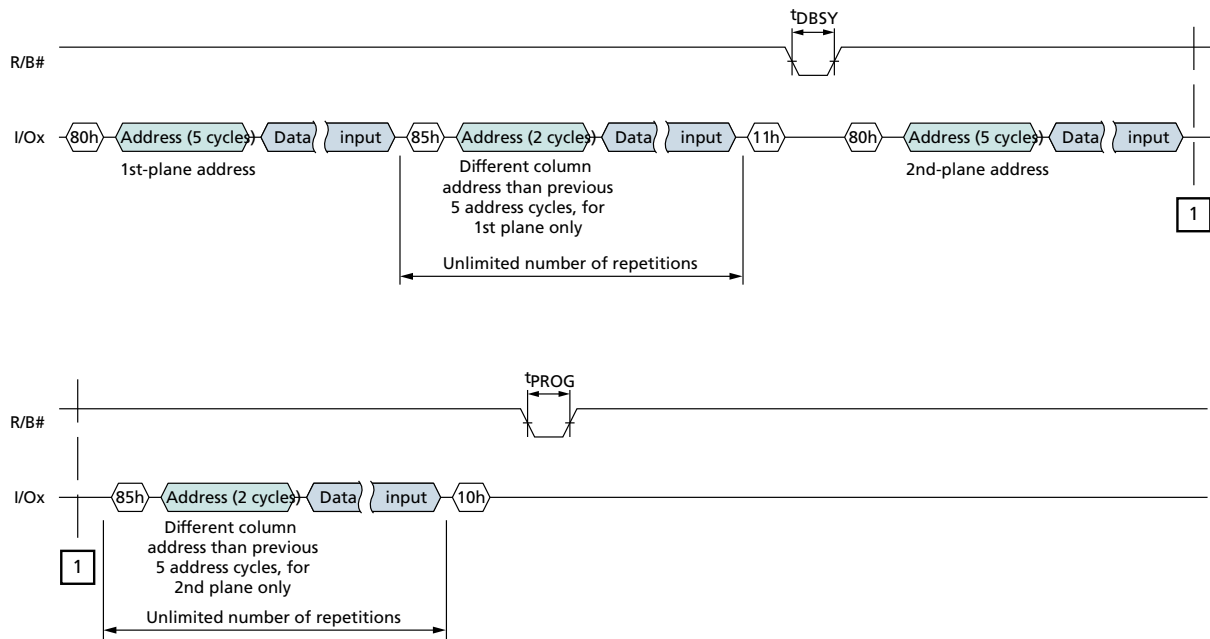 tDBSY
R/B#
I/Ox 80h Address (5 cycles) Data input 85h Address (2 cycles) Data input 11h 80h Address (5 cycles) Data input
1st-plane address
Different column
address than previous
5 address cycles, for
1st plane only
2nd-plane address
1
Unlimited number of repetitions
tPROG
R/B#
I/Ox 85h Address (2 cycles) Data input 10h
Different column
address than previous
5 address cycles, for
2nd plane only
1
Unlimited number of repetitions